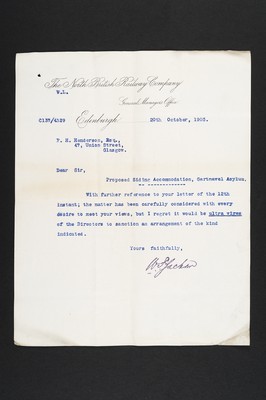 The North British Railway Company
W.L.
General Manager's Office
C157/4529 Edinburgh 20th October, 1903.
P. S. Henderson, Esq.,
47, Union Street,
Glasgow.
Dear Sir,
Proposed Siding Accommodation, Gartnavel Asylum.
With further reference to your letter of the 12th
instant; the matter has been carefully considered with every
desire to meet your views, but I regret it would be ultra vires
of the Directors to sanction an arrangement of the kind
indicated.
Yours faithfully,
W. F. Jackson